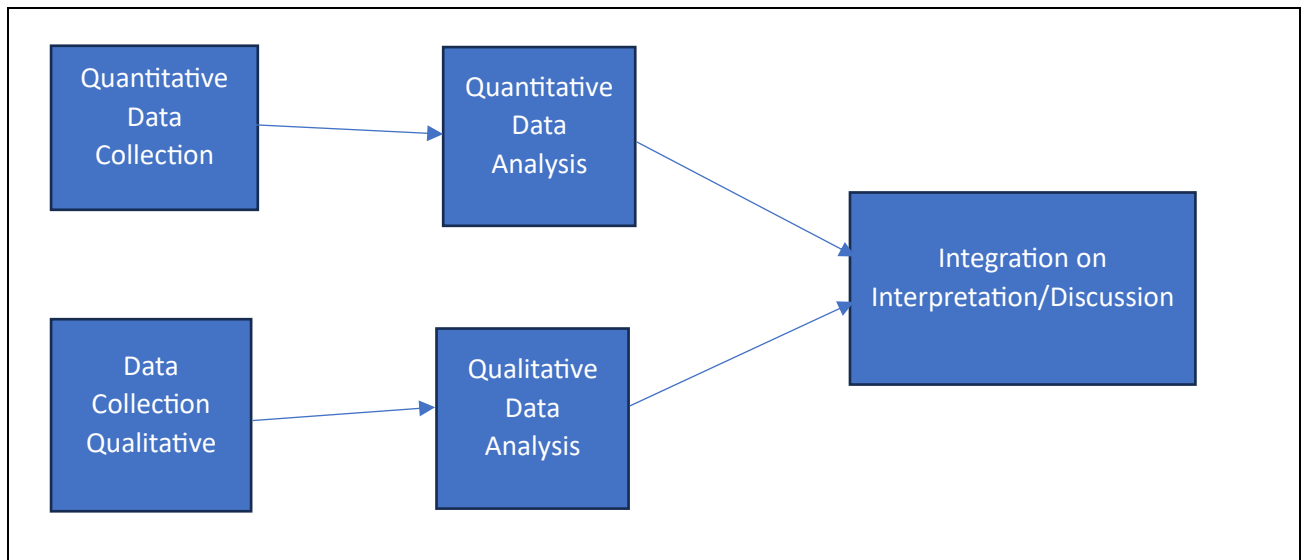 Quantitative
Data
Collection
Quantitative
Data
Analysis
Integration on
Interpretation/Discussion
Data
Collection
Qualitative
Qualitative
Data
Analysis